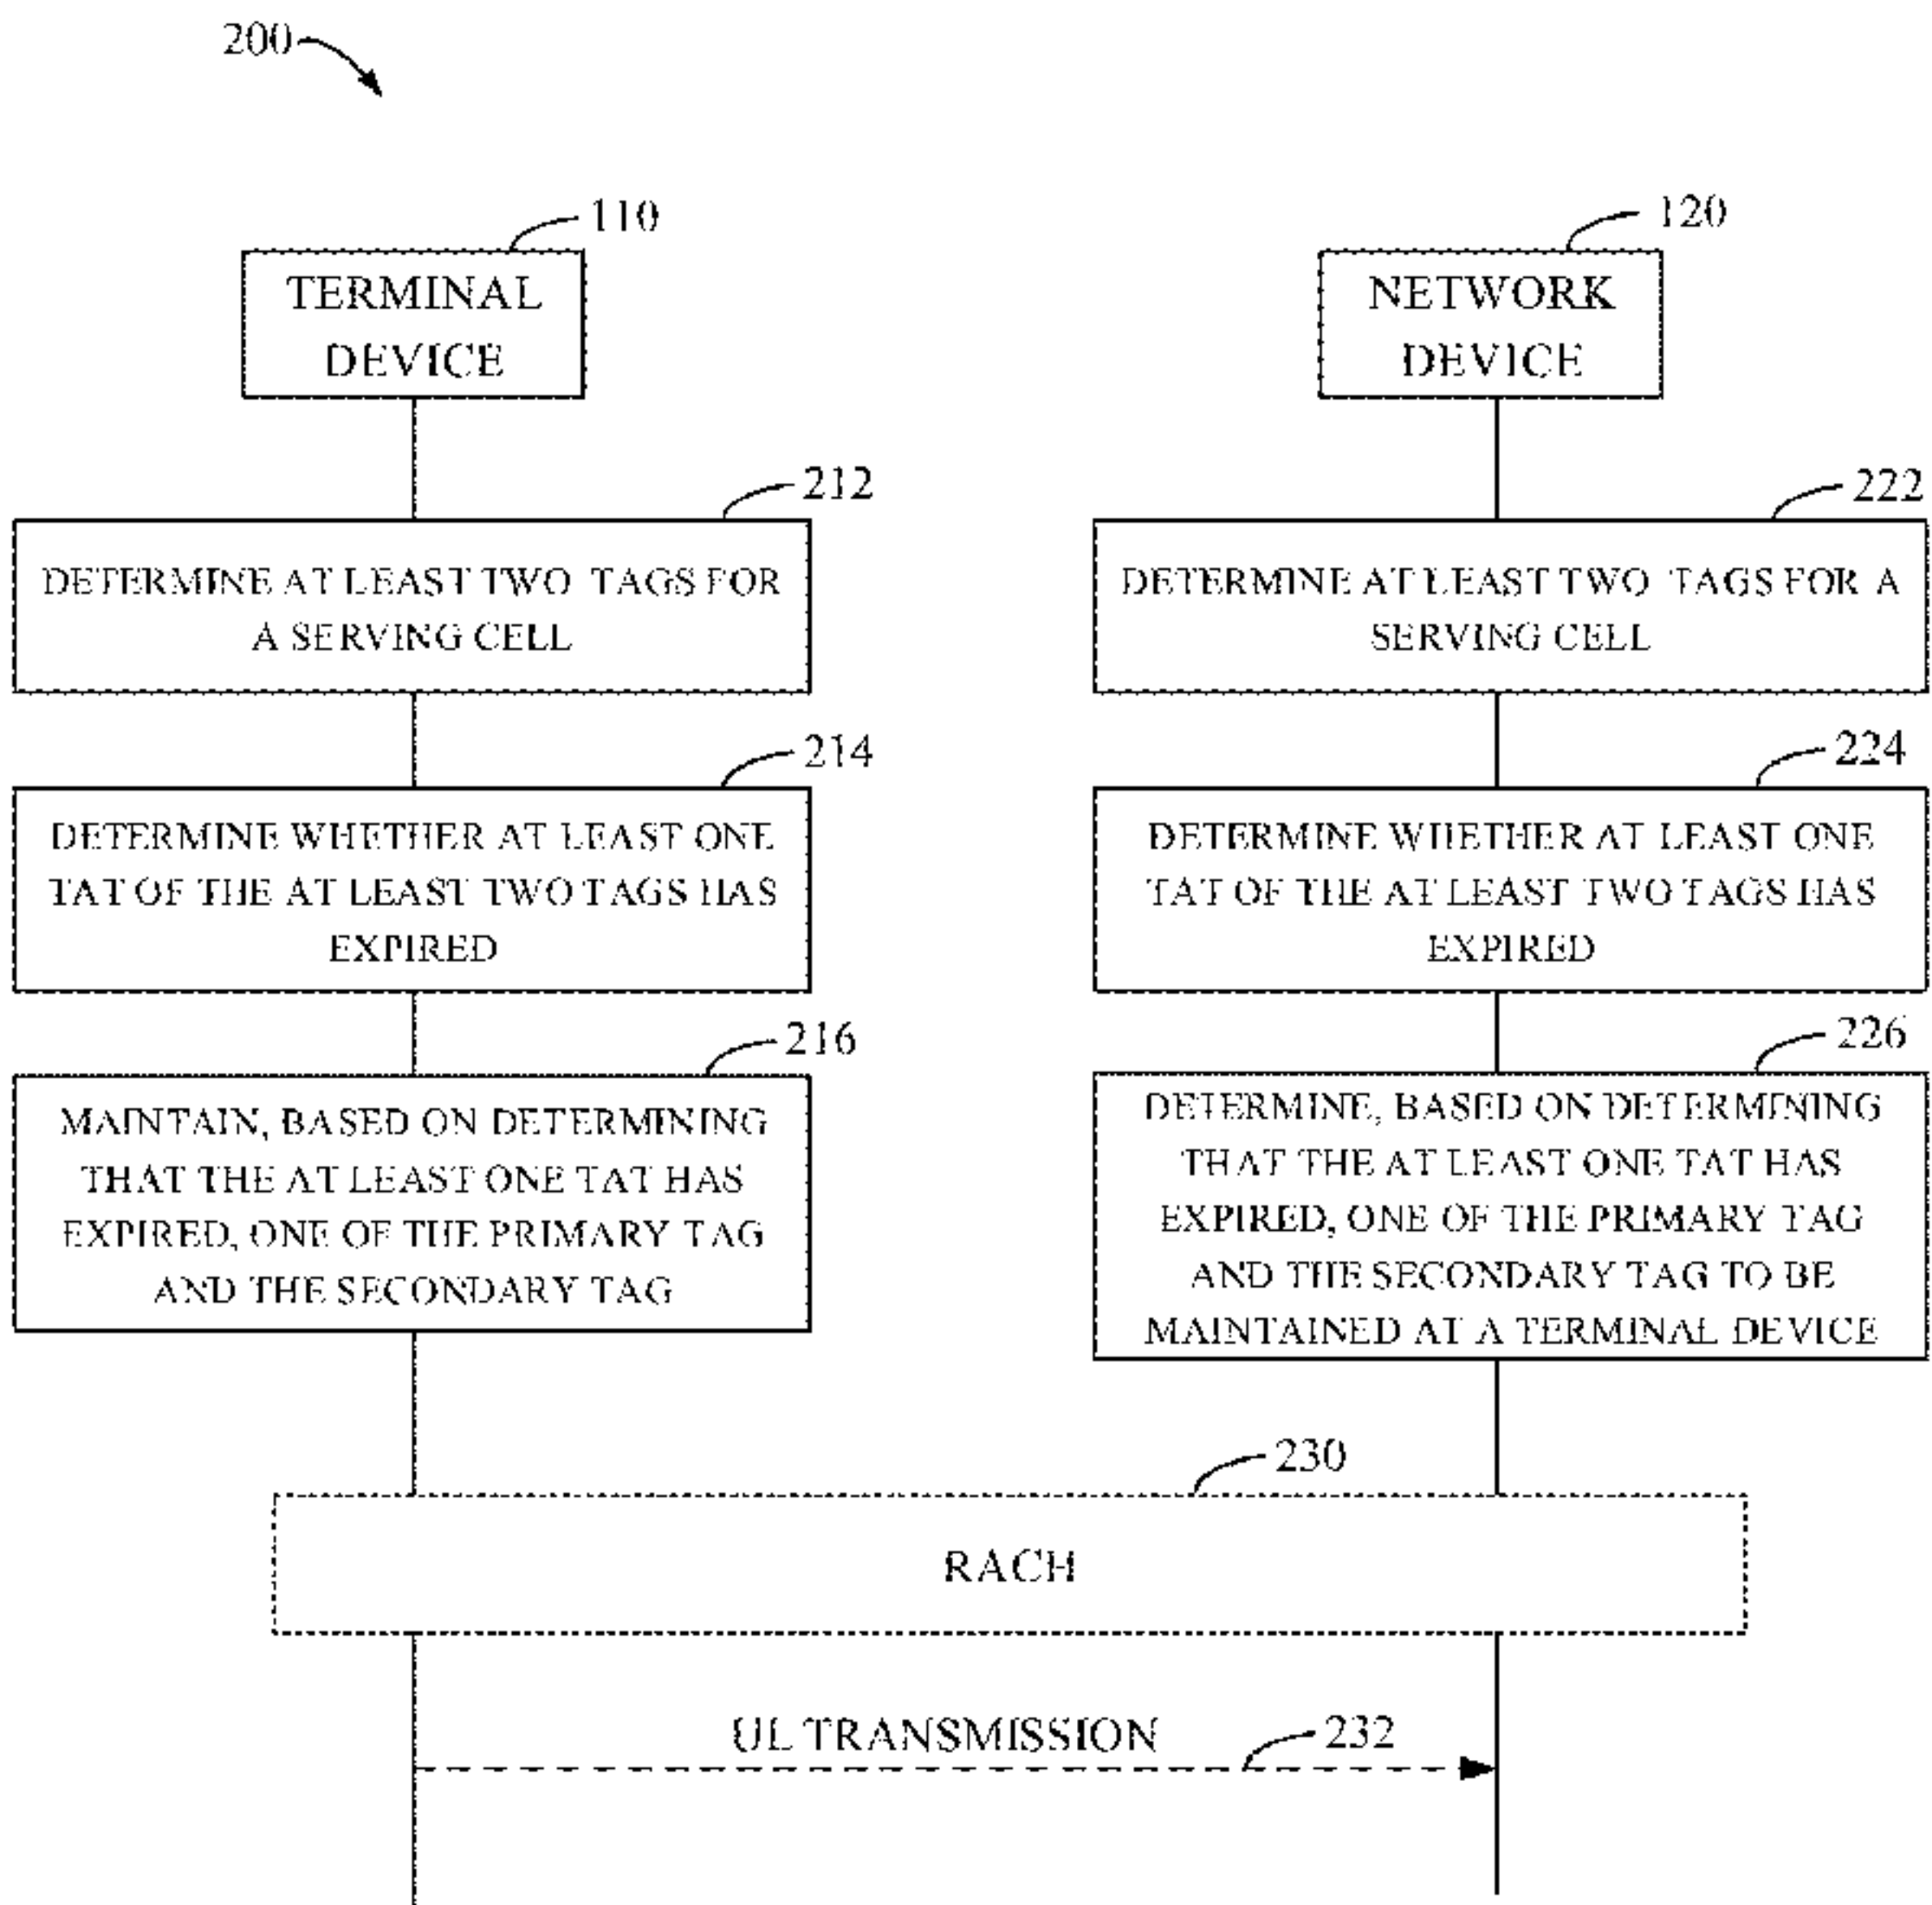 200
110
120
TERMINAL
DEVICE
NETWORK
DEVICE
212
222
DETERMINE AT LEAST TWO TAGS FOR
A SERVING CELL
DETERMINE AT LEAST TWO TAGS FOR A
SERVING CELL
214
224
DETERMINE WHETHER AT LEAST ONE
TAT OF THE AT LEAST TWO TAGS HAS
EXPIRED
DETERMINE WHETHER AT LEAST ONE
TAT OF THE AT LEAST TWO TAGS HAS
EXPIRED
216
226
MAINTAIN, BASED ON DETERMINING
THAT THE AT LEAST ONE TAT HAS
EXPIRED, ONE OF THE PRIMARY TAG
AND THE SECONDARY TAG
DETERMINE, BASED ON DETERMINING
THAT THE AT LEAST ONE TAT HAS
EXPIRED, ONE OF THE PRIMARY TAG
AND THE SECONDARY TAG TO BE
MAINTAINED AT A TERMINAL DEVICE
230
RACH
UL TRANSMISSION
232